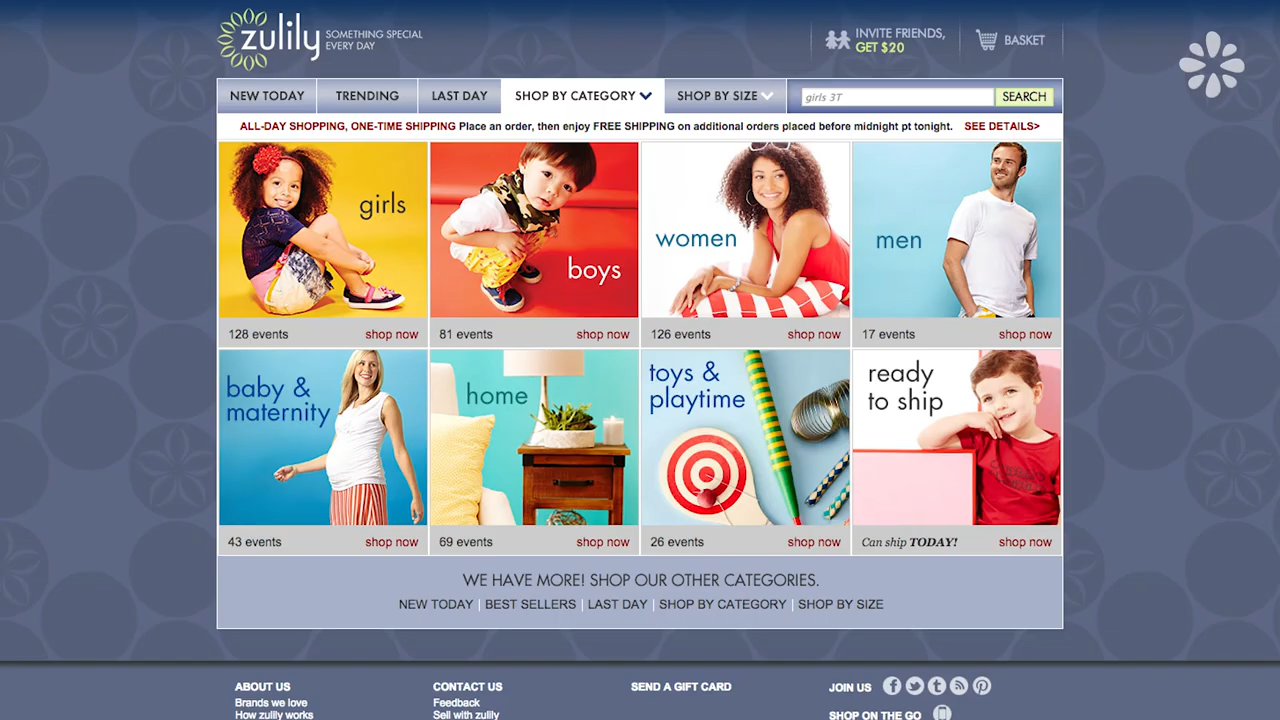 zulily
SOMETHING SPECIAL
EVERY DAY
INVITE FRIENDS,
GET $20
BASKET
NEW TODAY
TRENDING
LAST DAY
SHOP BY CATEGORY
SHOP BY SIZE
girls 3T
SEARCH
ALL-DAY SHOPPING, ONE-TIME SHIPPING Place an order, then enjoy FREE SHIPPING on additional orders placed before midnight pt tonight. SEE DETAILS>
girls
boys
women
men
128 events shop now
81 events shop now
126 events shop now
17 events shop now
baby &
maternity
home
toys &
playtime
ready
to ship
43 events shop now
69 events shop now
26 events shop now
Can ship TODAY! shop now
WE HAVE MORE! SHOP OUR OTHER CATEGORIES.
NEW TODAY | BEST SELLERS | LAST DAY | SHOP BY CATEGORY | SHOP BY SIZE
ABOUT US
Brands we love
How zulily works
CONTACT US
Feedback
Sell with zulily
SEND A GIFT CARD
JOIN US
SHOP ON THE GO